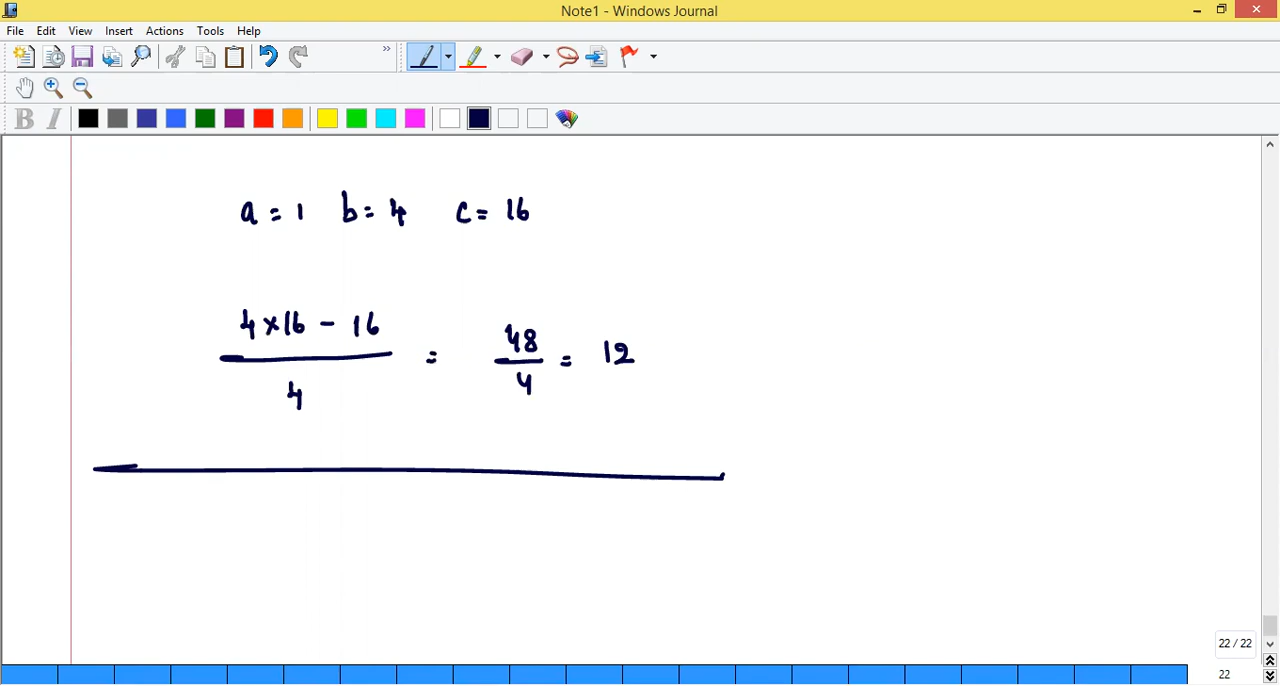 Note1 - Windows Journal
File Edit View Insert Actions Tools Help
B I
a = 1 b = 4 c = 16
4 × 16 - 16
4
=
48
4
= 12
22 / 22
22